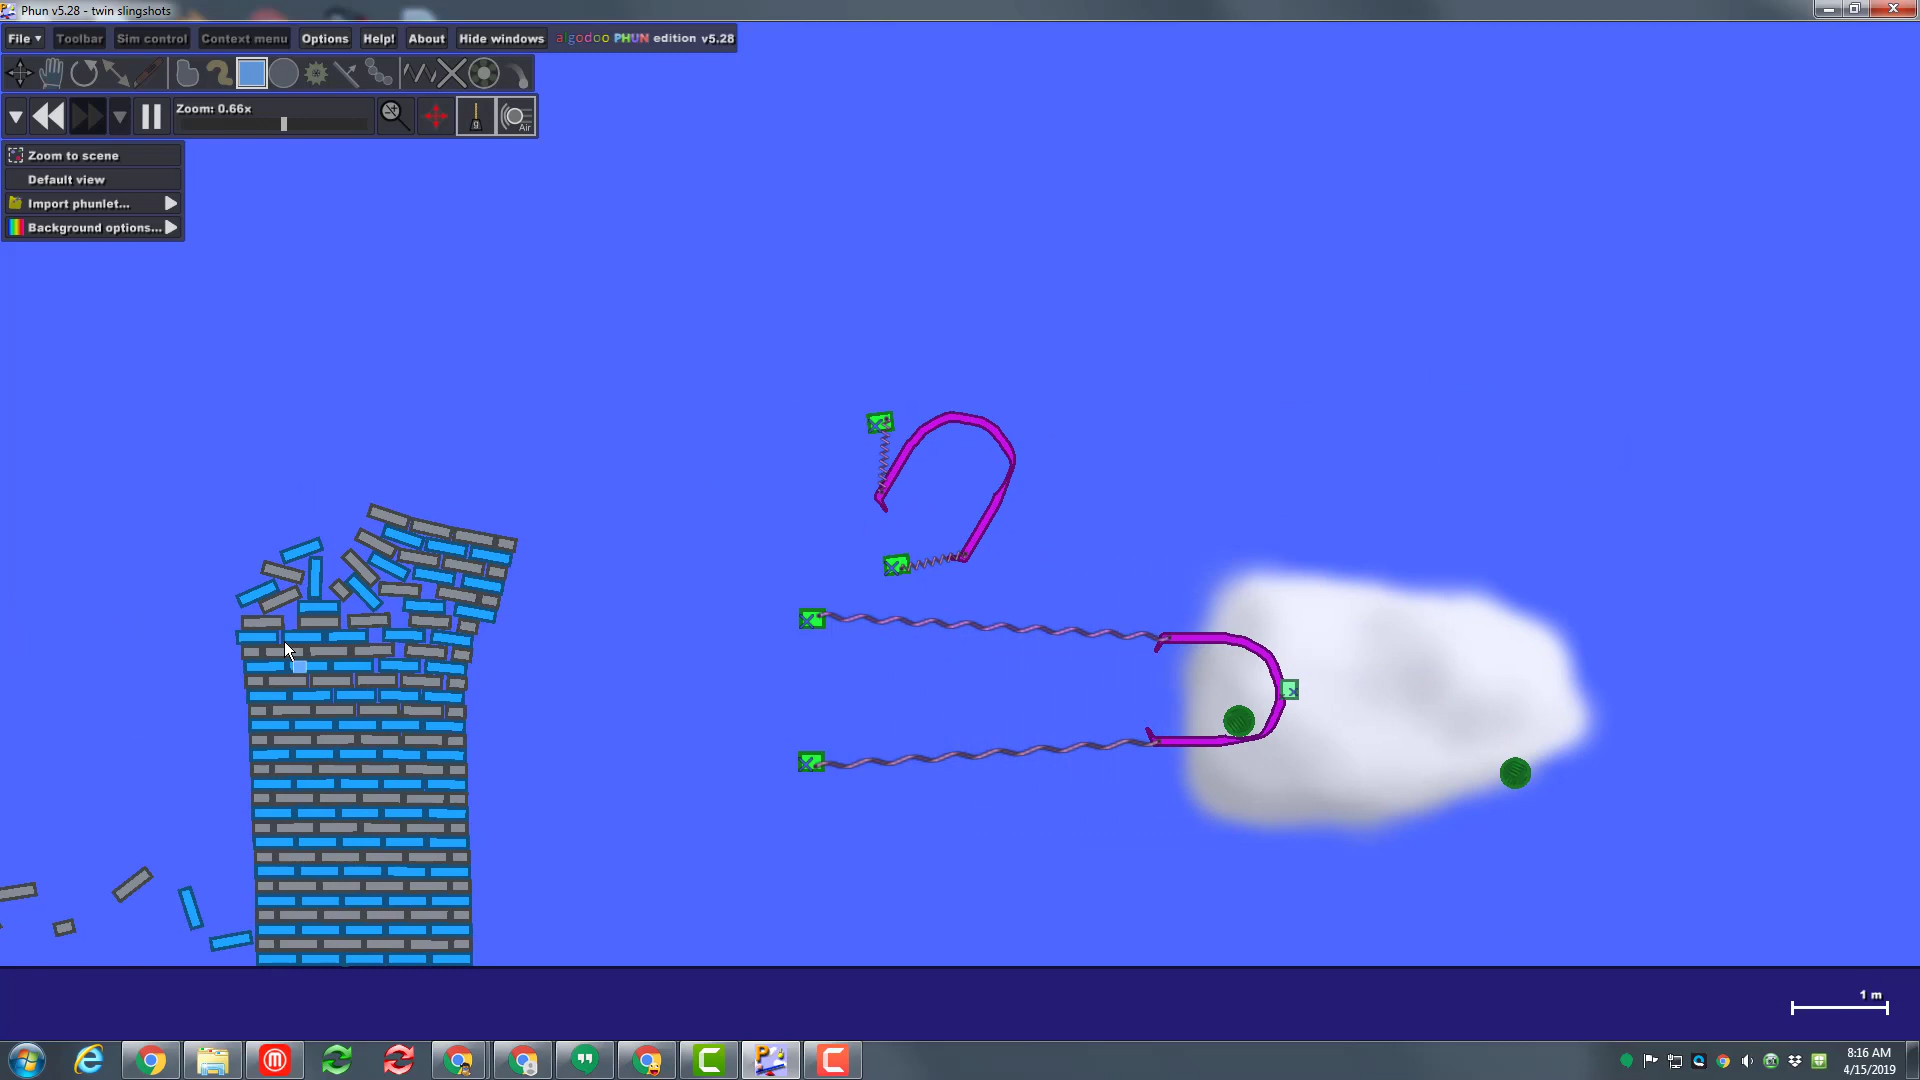 Phun v5.28 - twin slingshots
File Toolbar Sim control Context menu Options Help! About Hide windows algodoo PHUN edition v5.28
Zoom: 0.66x
g
Air
Zoom to scene
Default view
Import phunlet...
Background options...
1 m
8:16 AM
4/15/2019